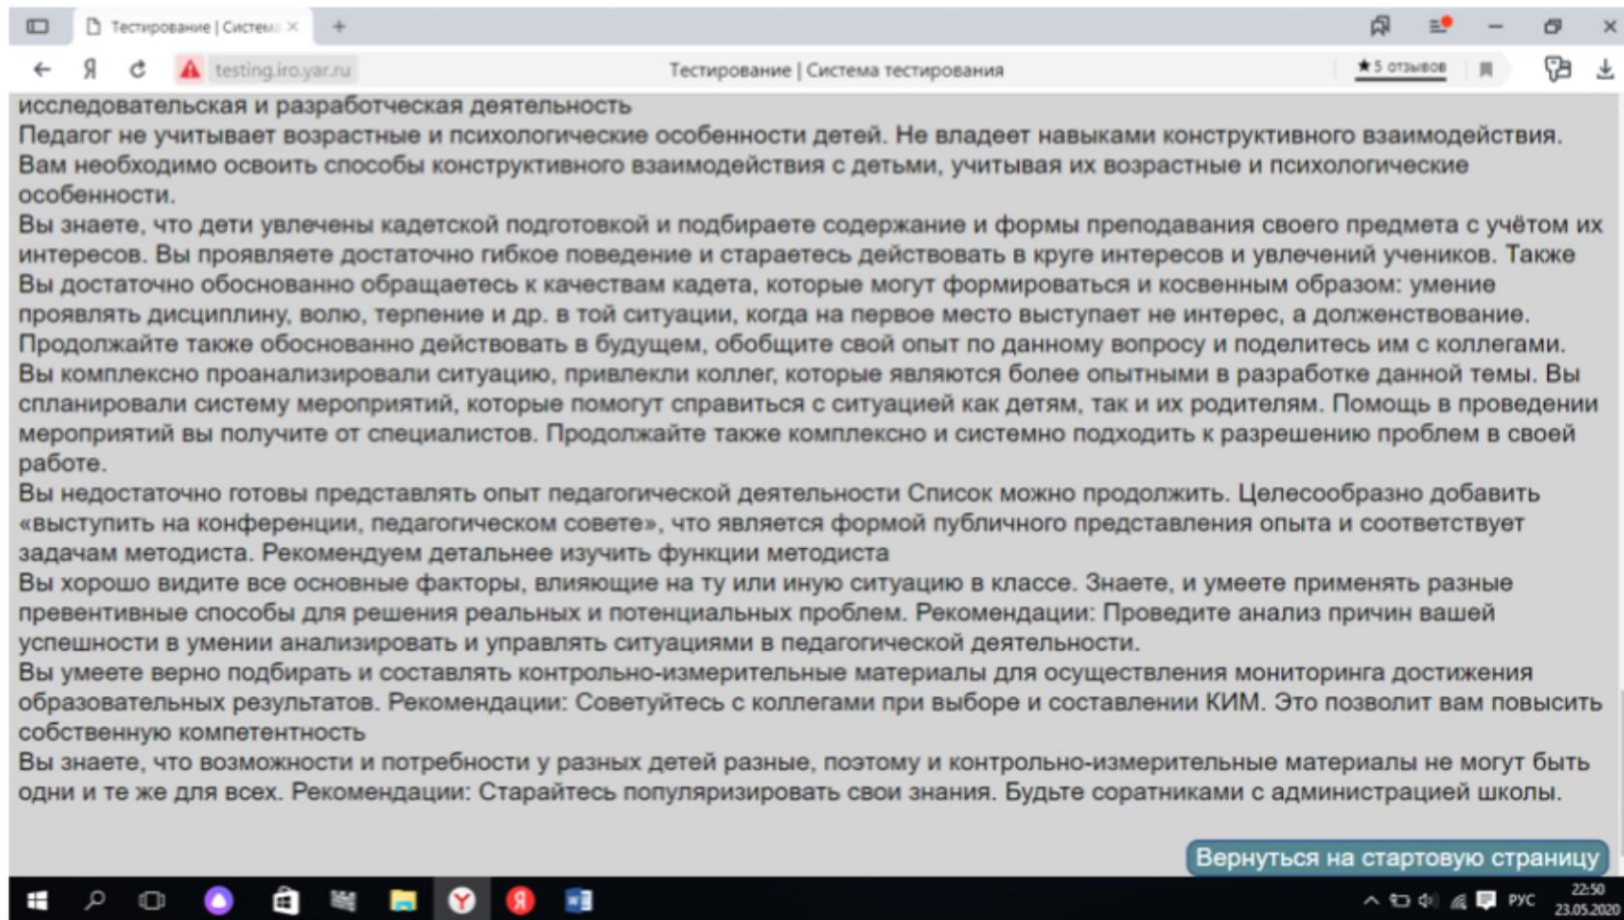 Тестирование | Система
testing.iro.yar.ru
Тестирование | Система тестирования
★ 5 отзывов
исследовательская и разработческая деятельность
Педагог не учитывает возрастные и психологические особенности детей. Не владеет навыками конструктивного взаимодействия.
Вам необходимо освоить способы конструктивного взаимодействия с детьми, учитывая их возрастные и психологические
особенности.
Вы знаете, что дети увлечены кадетской подготовкой и подбираете содержание и формы преподавания своего предмета с учётом их
интересов. Вы проявляете достаточно гибкое поведение и стараетесь действовать в круге интересов и увлечений учеников. Также
Вы достаточно обоснованно обращаетесь к качествам кадета, которые могут формироваться и косвенным образом: умение
проявлять дисциплину, волю, терпение и др. в той ситуации, когда на первое место выступает не интерес, а долженствование.
Продолжайте также обоснованно действовать в будущем, обобщите свой опыт по данному вопросу и поделитесь им с коллегами.
Вы комплексно проанализировали ситуацию, привлекли коллег, которые являются более опытными в разработке данной темы. Вы
спланировали систему мероприятий, которые помогут справиться с ситуацией как детям, так и их родителям. Помощь в проведении
мероприятий вы получите от специалистов. Продолжайте также комплексно и системно подходить к разрешению проблем в своей
работе.
Вы недостаточно готовы представлять опыт педагогической деятельности Список можно продолжить. Целесообразно добавить
«выступить на конференции, педагогическом совете», что является формой публичного представления опыта и соответствует
задачам методиста. Рекомендуем детальнее изучить функции методиста
Вы хорошо видите все основные факторы, влияющие на ту или иную ситуацию в классе. Знаете, и умеете применять разные
превентивные способы для решения реальных и потенциальных проблем. Рекомендации: Проведите анализ причин вашей
успешности в умении анализировать и управлять ситуациями в педагогической деятельности.
Вы умеете верно подбирать и составлять контрольно-измерительные материалы для осуществления мониторинга достижения
образовательных результатов. Рекомендации: Советуйтесь с коллегами при выборе и составлении КИМ. Это позволит вам повысить
собственную компетентность
Вы знаете, что возможности и потребности у разных детей разные, поэтому и контрольно-измерительные материалы не могут быть
одни и те же для всех. Рекомендации: Старайтесь популяризировать свои знания. Будьте соратниками с администрацией школы.
Вернуться на стартовую страницу
РУС
22:50
23.05.2020